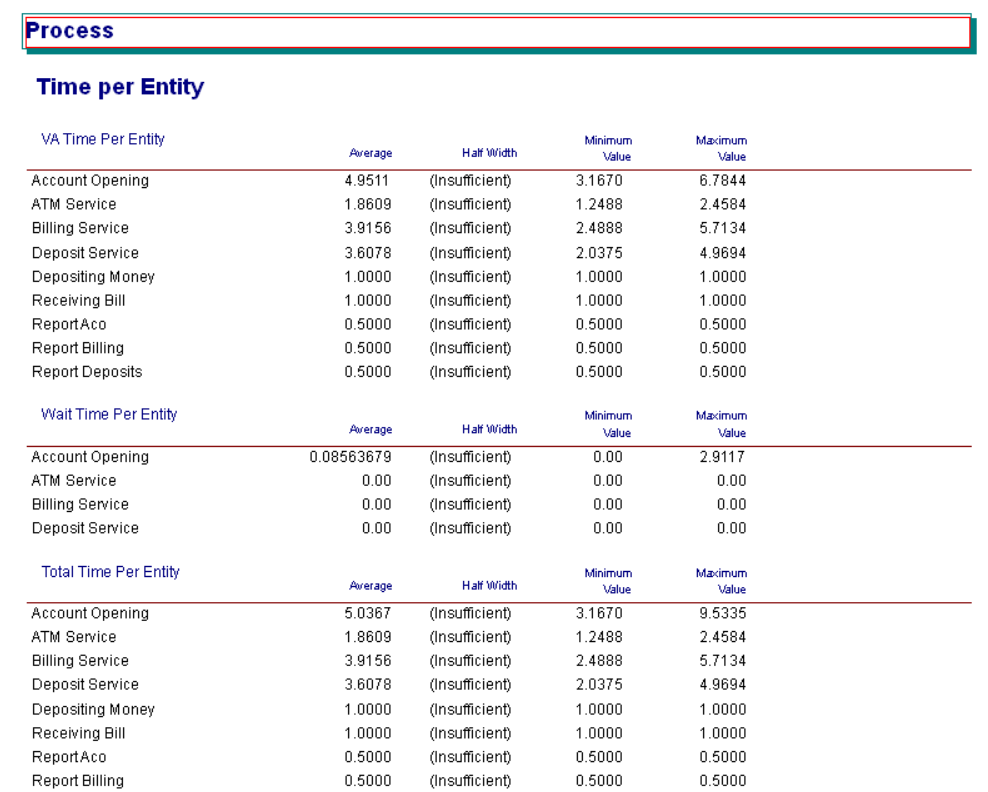 Process
Time per Entity
VA Time Per Entity Average Half Width Minimum Value Maximum Value
Account Opening 4.9511 (Insufficient) 3.1670 6.7844
ATM Service 1.8609 (Insufficient) 1.2488 2.4584
Billing Service 3.9156 (Insufficient) 2.4888 5.7134
Deposit Service 3.6078 (Insufficient) 2.0375 4.9694
Depositing Money 1.0000 (Insufficient) 1.0000 1.0000
Receiving Bill 1.0000 (Insufficient) 1.0000 1.0000
Report Aco 0.5000 (Insufficient) 0.5000 0.5000
Report Billing 0.5000 (Insufficient) 0.5000 0.5000
Report Deposits 0.5000 (Insufficient) 0.5000 0.5000
Wait Time Per Entity Average Half Width Minimum Value Maximum Value
Account Opening 0.08563679 (Insufficient) 0.00 2.9117
ATM Service 0.00 (Insufficient) 0.00 0.00
Billing Service 0.00 (Insufficient) 0.00 0.00
Deposit Service 0.00 (Insufficient) 0.00 0.00
Total Time Per Entity Average Half Width Minimum Value Maximum Value
Account Opening 5.0367 (Insufficient) 3.1670 9.5335
ATM Service 1.8609 (Insufficient) 1.2488 2.4584
Billing Service 3.9156 (Insufficient) 2.4888 5.7134
Deposit Service 3.6078 (Insufficient) 2.0375 4.9694
Depositing Money 1.0000 (Insufficient) 1.0000 1.0000
Receiving Bill 1.0000 (Insufficient) 1.0000 1.0000
Report Aco 0.5000 (Insufficient) 0.5000 0.5000
Report Billing 0.5000 (Insufficient) 0.5000 0.5000